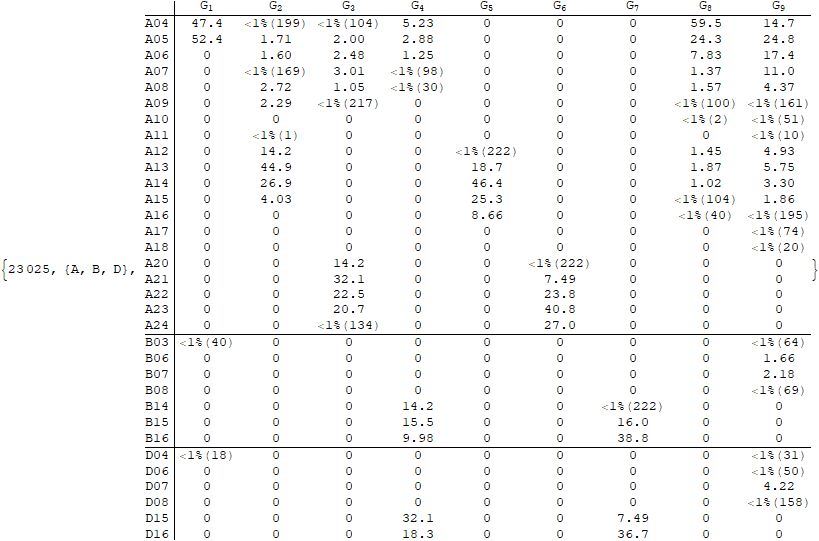 G1 G2 G3 G4 G5 G6 G7 G8 G9
A04 47.4 <1%(199) <1%(104) 5.23 0 0 0 59.5 14.7
A05 52.4 1.71 2.00 2.88 0 0 0 24.3 24.8
A06 0 1.60 2.48 1.25 0 0 0 7.83 17.4
A07 0 <1%(169) 3.01 <1%(98) 0 0 0 1.37 11.0
A08 0 2.72 1.05 <1%(30) 0 0 0 1.57 4.37
A09 0 2.29 <1%(217) 0 0 0 0 <1%(100) <1%(161)
A10 0 0 0 0 0 0 0 <1%(2) <1%(51)
A11 0 <1%(1) 0 0 0 0 0 0 <1%(10)
A12 0 14.2 0 0 <1%(222) 0 0 1.45 4.93
A13 0 44.9 0 0 18.7 0 0 1.87 5.75
A14 0 26.9 0 0 46.4 0 0 1.02 3.30
A15 0 4.03 0 0 25.3 0 0 <1%(104) 1.86
A16 0 0 0 0 8.66 0 0 <1%(40) <1%(195)
A17 0 0 0 0 0 0 0 0 <1%(74)
A18 0 0 0 0 0 0 0 0 <1%(20)
{23025, {A, B, D}, A20 0 0 14.2 0 0 <1%(222) 0 0 0 }
A21 0 0 32.1 0 0 7.49 0 0 0
A22 0 0 22.5 0 0 23.8 0 0 0
A23 0 0 20.7 0 0 40.8 0 0 0
A24 0 0 <1%(134) 0 0 27.0 0 0 0
B03 <1%(40) 0 0 0 0 0 0 0 <1%(64)
B06 0 0 0 0 0 0 0 0 1.66
B07 0 0 0 0 0 0 0 0 2.18
B08 0 0 0 0 0 0 0 0 <1%(69)
B14 0 0 0 14.2 0 0 <1%(222) 0 0
B15 0 0 0 15.5 0 0 16.0 0 0
B16 0 0 0 9.98 0 0 38.8 0 0
D04 <1%(18) 0 0 0 0 0 0 0 <1%(31)
D06 0 0 0 0 0 0 0 0 <1%(50)
D07 0 0 0 0 0 0 0 0 4.22
D08 0 0 0 0 0 0 0 0 <1%(158)
D15 0 0 0 32.1 0 0 7.49 0 0
D16 0 0 0 18.3 0 0 36.7 0 0